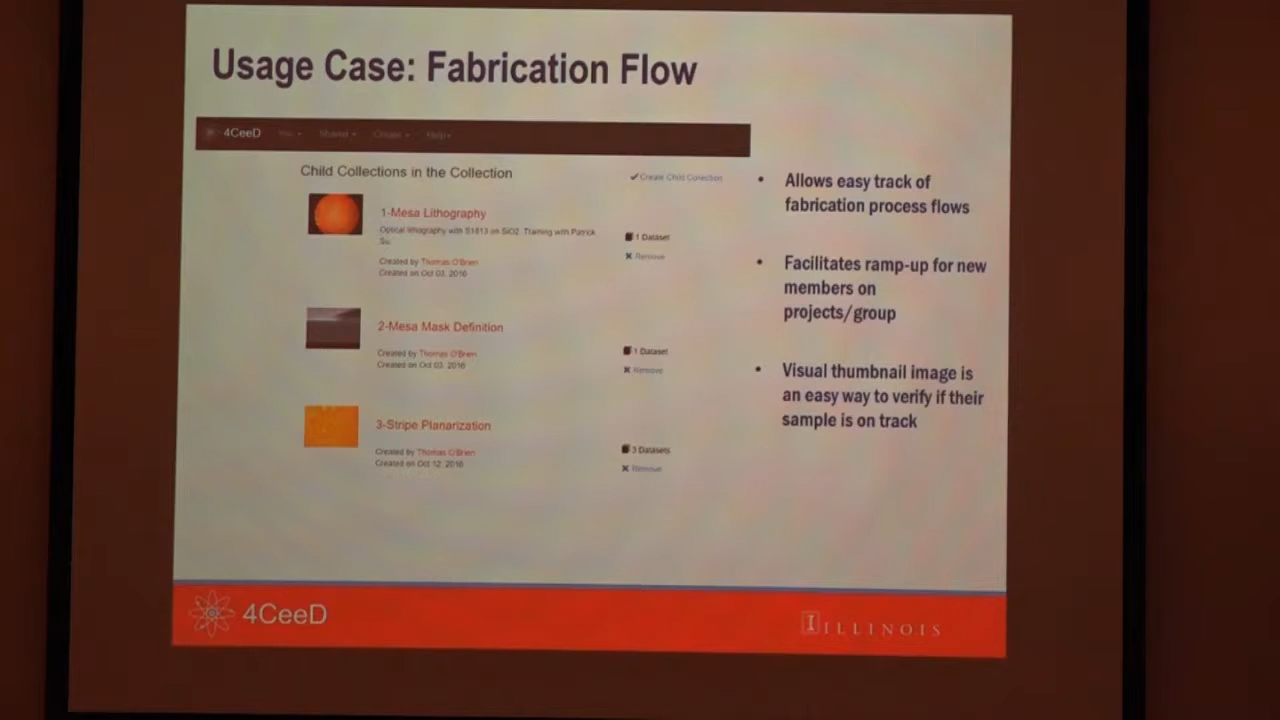 Usage Case: Fabrication Flow
4CeeD You Shared Create Help
Child Collections in the Collection
Create Child Collection
1-Mesa Lithography
Optical lithography with S1813 on SiO2. Training with Patrick
Su.
1 Dataset
Remove
Created by Thomas O'Brien
Created on Oct 03, 2016
2-Mesa Mask Definition
Created by Thomas O'Brien
Created on Oct 03, 2016
1 Dataset
Remove
3-Stripe Planarization
Created by Thomas O'Brien
Created on Oct 12, 2016
3 Datasets
Remove
• Allows easy track of
fabrication process flows
• Facilitates ramp-up for new
members on
projects/group
• Visual thumbnail image is
an easy way to verify if their
sample is on track
4CeeD
I ILLINOIS